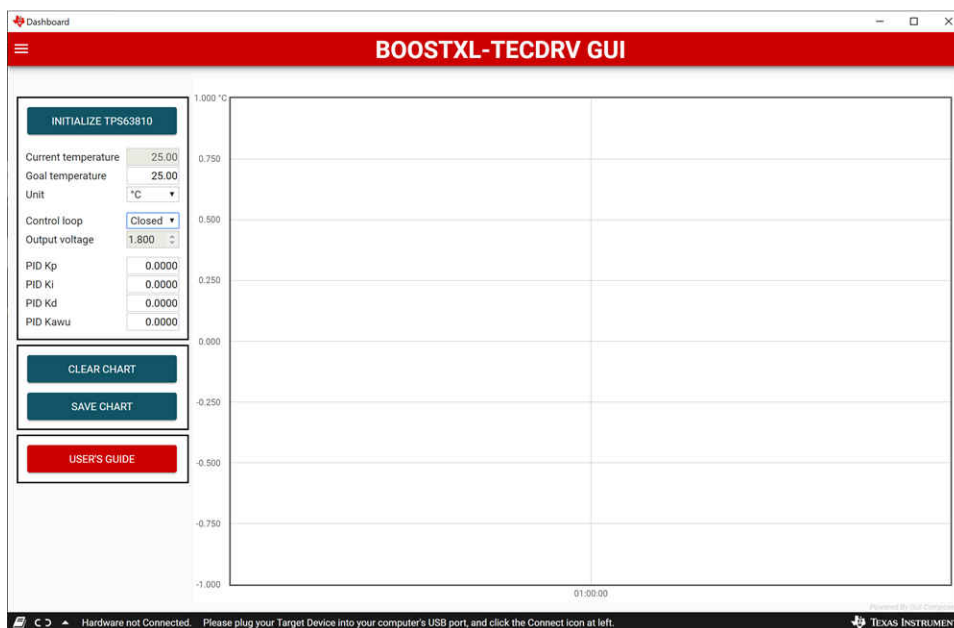 Dashboard
BOOSTXL-TECDRV GUI
INITIALIZE TPS63810
Current temperature 25.00
Goal temperature 25.00
Unit °C
Control loop Closed
Output voltage 1.800
PID Kp 0.0000
PID Ki 0.0000
PID Kd 0.0000
PID Kawu 0.0000
CLEAR CHART
SAVE CHART
USER'S GUIDE
1.000 °C
0.750
0.500
0.250
0.000
-0.250
-0.500
-0.750
-1.000
01:00:00
Powered By Gui Composer
Hardware not Connected. Please plug your Target Device into your computer's USB port, and click the Connect icon at left.
TEXAS INSTRUMEN